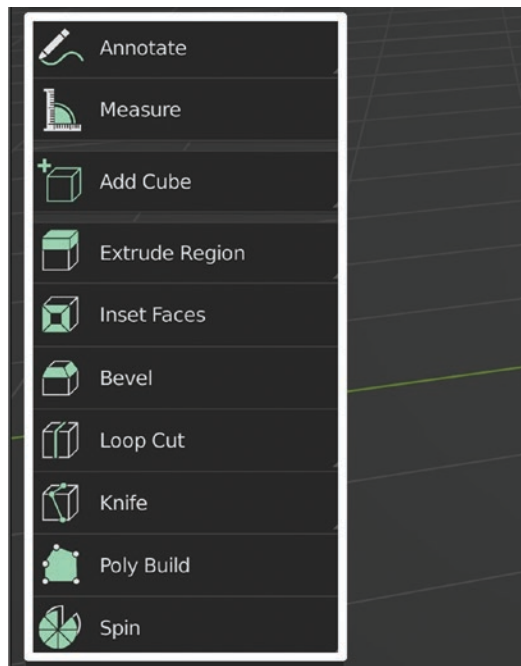 Annotate
Measure
Add Cube
Extrude Region
Inset Faces
Bevel
Loop Cut
Knife
Poly Build
Spin